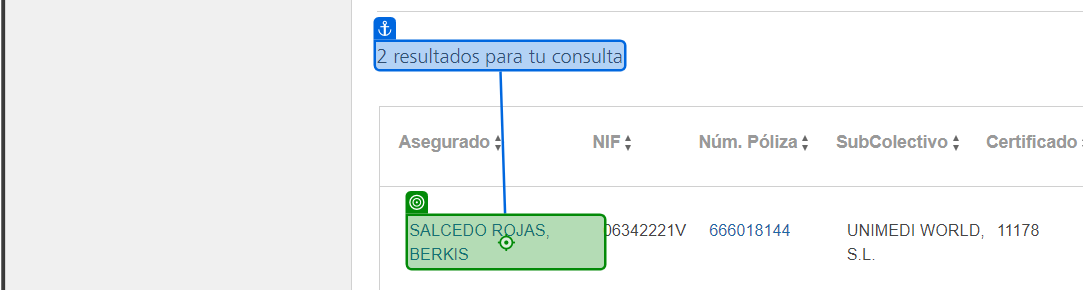 2 resultados para tu consulta
Asegurado NIF Núm. Póliza SubColectivo Certificado
SALCEDO ROJAS, 06342221V 666018144 UNIMEDI WORLD, 11178
BERKIS S.L.